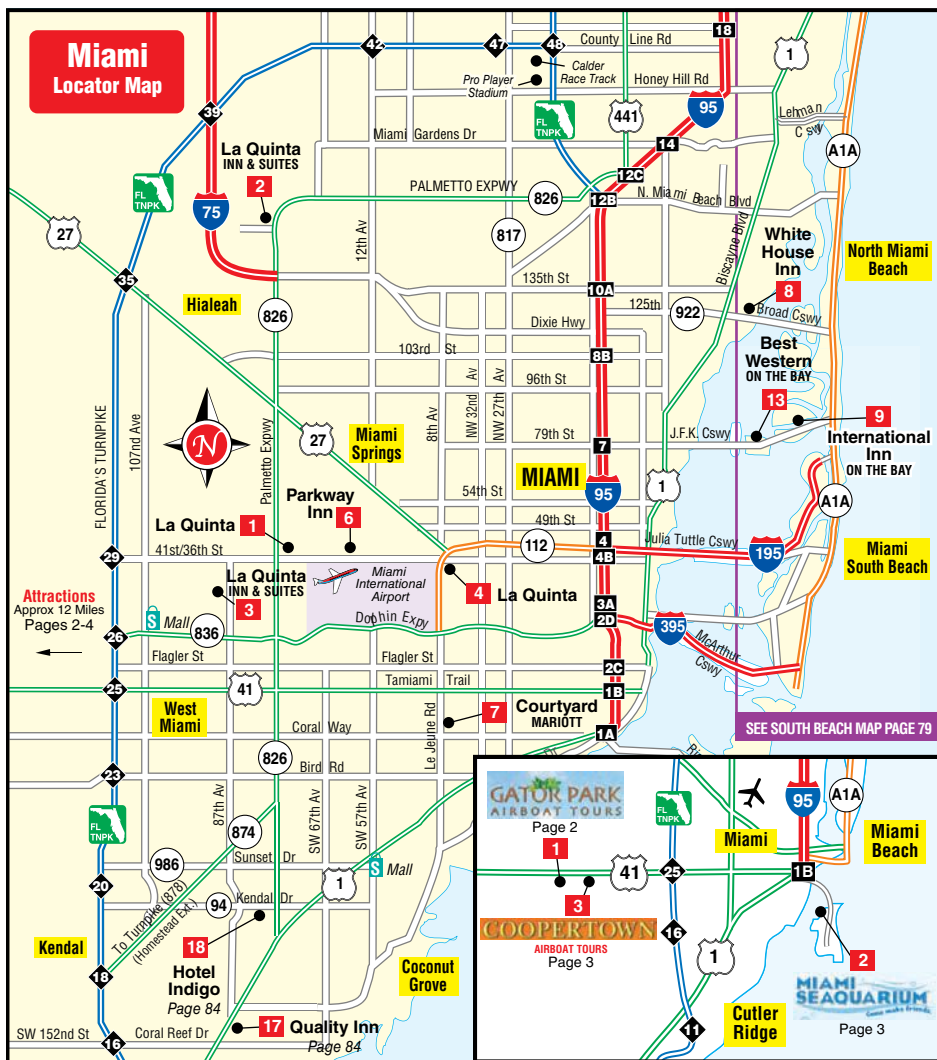 Miami
Locator Map
42
47
48
County Line Rd
18
1
Calder
Race Track
Pro Player
Stadium
Honey Hill Rd
95
39
FL
TNPK
441
Lehman
Cswy
Miami Gardens Dr
14
A1A
La Quinta
INN & SUITES
2
FL
TNPK
12C
PALMETTO EXPWY
826
12B
N. Miami Beach Blvd
75
27
12th Av
817
Biscayne Blvd
White
House
Inn
8
North Miami
Beach
35
135th St
Hialeah
10A
826
125th
922
Broad Cswy
Dixie Hwy
103rd St
8B
Best
Western
ON THE BAY
96th St
13
9
International
Inn
ON THE BAY
107nd Ave
N
27
Miami
Springs
8th Av
NW 32nd Av
NW 27th Av
79th St
7
J.F.K. Cswy
FLORIDA'S TURNPIKE
Palmetto Expwy
MIAMI
1
54th St
95
A1A
Parkway
Inn
6
La Quinta
1
49th St
4
112
Julia Tuttle Cswy
29
41st/36th St
4B
195
Miami
South Beach
Miami
International
Airport
La Quinta
INN & SUITES
3
4
La Quinta
Attractions
Approx 12 Miles
Pages 2-4
3A
S Mall
836
Dolphin Expy
2D
26
395
McArthur
Cswy
Flagler St
Flagler St
2C
25
41
Tamiami Trail
1B
West
Miami
7
Courtyard
MARIOTT
SEE SOUTH BEACH MAP PAGE 79
Coral Way
Le Jeune Rd
1A
826
Bird Rd
23
87th Av
SW 67th Av
SW 57th Av
FL
TNPK
874
986
Sunset Dr
S Mall
20
1
94
Kendal Dr
To Turnpike (878)
(Homestead Ext.)
Kendal
18
18
Hotel
Indigo
Page 84
Coconut
Grove
SW 152nd St
16
Coral Reef Dr
17
Quality Inn
Page 84
GATOR PARK
AIRBOAT TOURS
Page 2
FL
TNPK
95
A1A
Miami
Miami
Beach
1
41
25
1B
3
COOPERTOWN
AIRBOAT TOURS
Page 3
16
1
2
MIAMI
SEAQUARIUM
Page 3
Cutler
Ridge
11